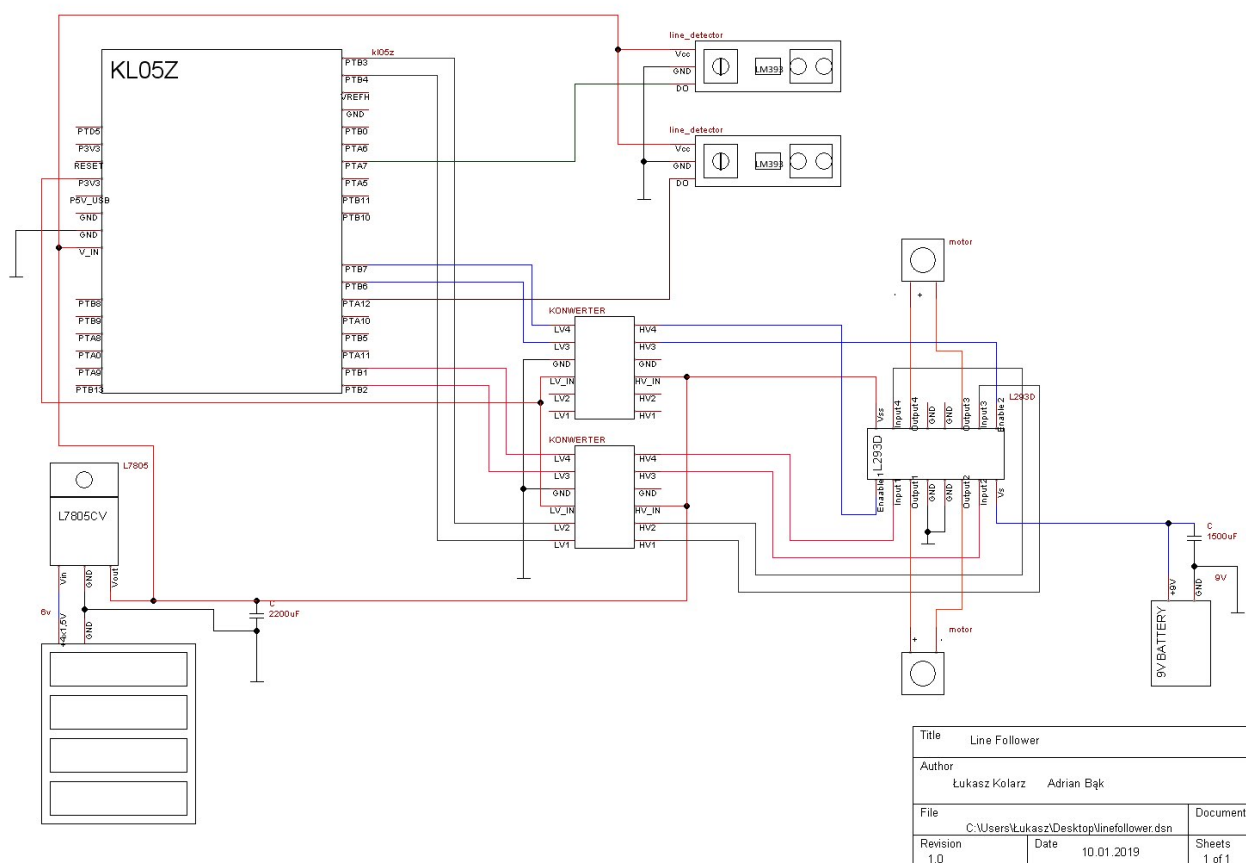 KL05Z
kl05z
PTB3
PTB4
VREFH
GND
PTB0
PTA6
PTA7
PTA5
PTB11
PTB10
PTB7
PTB6
PTA12
PTA10
PTB5
PTA11
PTB1
PTB2
PTD5
P3V3
RESET
P3V3
P5V_USB
GND
GND
V_IN
PTB8
PTB9
PTA8
PTA0
PTA9
PTB13
line_detector
Vcc
GND
DO
LM393
line_detector
Vcc
GND
DO
LM393
motor
- +
KONWERTER
LV4 HV4
LV3 HV3
GND GND
LV_IN HV_IN
LV2 HV2
LV1 HV1
KONWERTER
LV4 HV4
LV3 HV3
GND GND
LV_IN HV_IN
LV2 HV2
LV1 HV1
L293D
Vss
Input 4
Output4
GND
GND
Output3
Input3
Enable 2
L293D
Enaable 1
Input 1
Output1
GND
GND
Output2
Input2
Vs
motor
+ -
C
1500uF
9V
+9V
GND
9V BATTERY
L7805
L7805CV
Vin
GND
Vout
6v
+4x1,5V
GND
C
2200uF
Title Line Follower
Author
Łukasz Kolarz Adrian Bąk
File Document
C:\Users\Łukasz\Desktop\linefollower.dsn
Revision Date 10.01.2019 Sheets
1.0 1 of 1